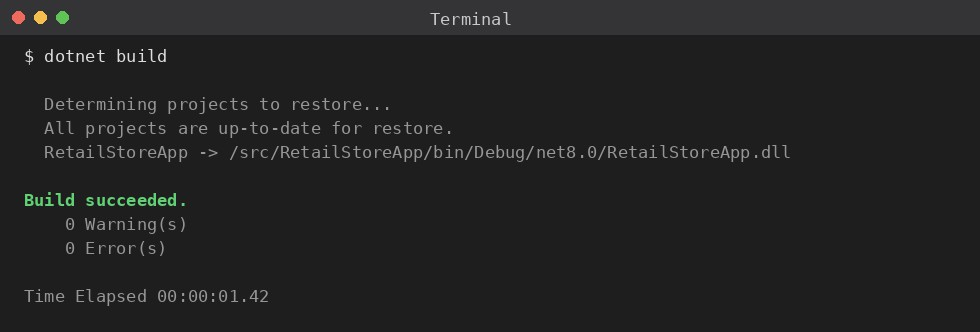 Terminal
$ dotnet build
Determining projects to restore...
All projects are up-to-date for restore.
RetailStoreApp -> /src/RetailStoreApp/bin/Debug/net8.0/RetailStoreApp.dll
Build succeeded.
0 Warning(s)
0 Error(s)
Time Elapsed 00:00:01.42